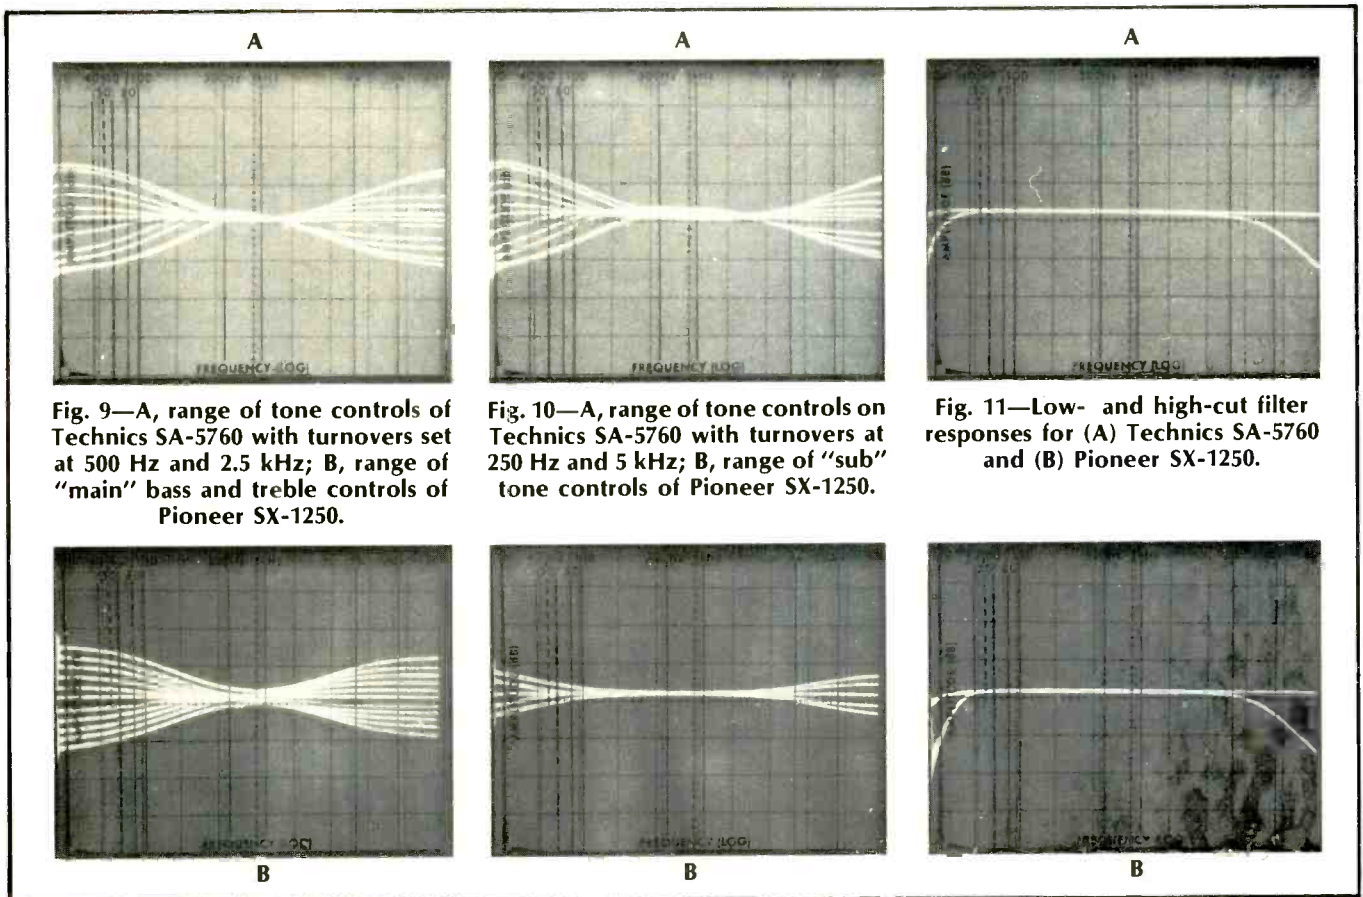 A
A
A
FREQUENCY (LOG)
FREQUENCY (LOG)
FREQUENCY (LOG)
Fig. 9—A, range of tone controls of
Technics SA-5760 with turnovers set
at 500 Hz and 2.5 kHz; B, range of
"main" bass and treble controls of
Pioneer SX-1250.
Fig. 10—A, range of tone controls on
Technics SA-5760 with turnovers at
250 Hz and 5 kHz; B, range of "sub"
tone controls of Pioneer SX-1250.
Fig. 11—Low- and high-cut filter
responses for (A) Technics SA-5760
and (B) Pioneer SX-1250.
FREQUENCY (LOG)
B
B
B